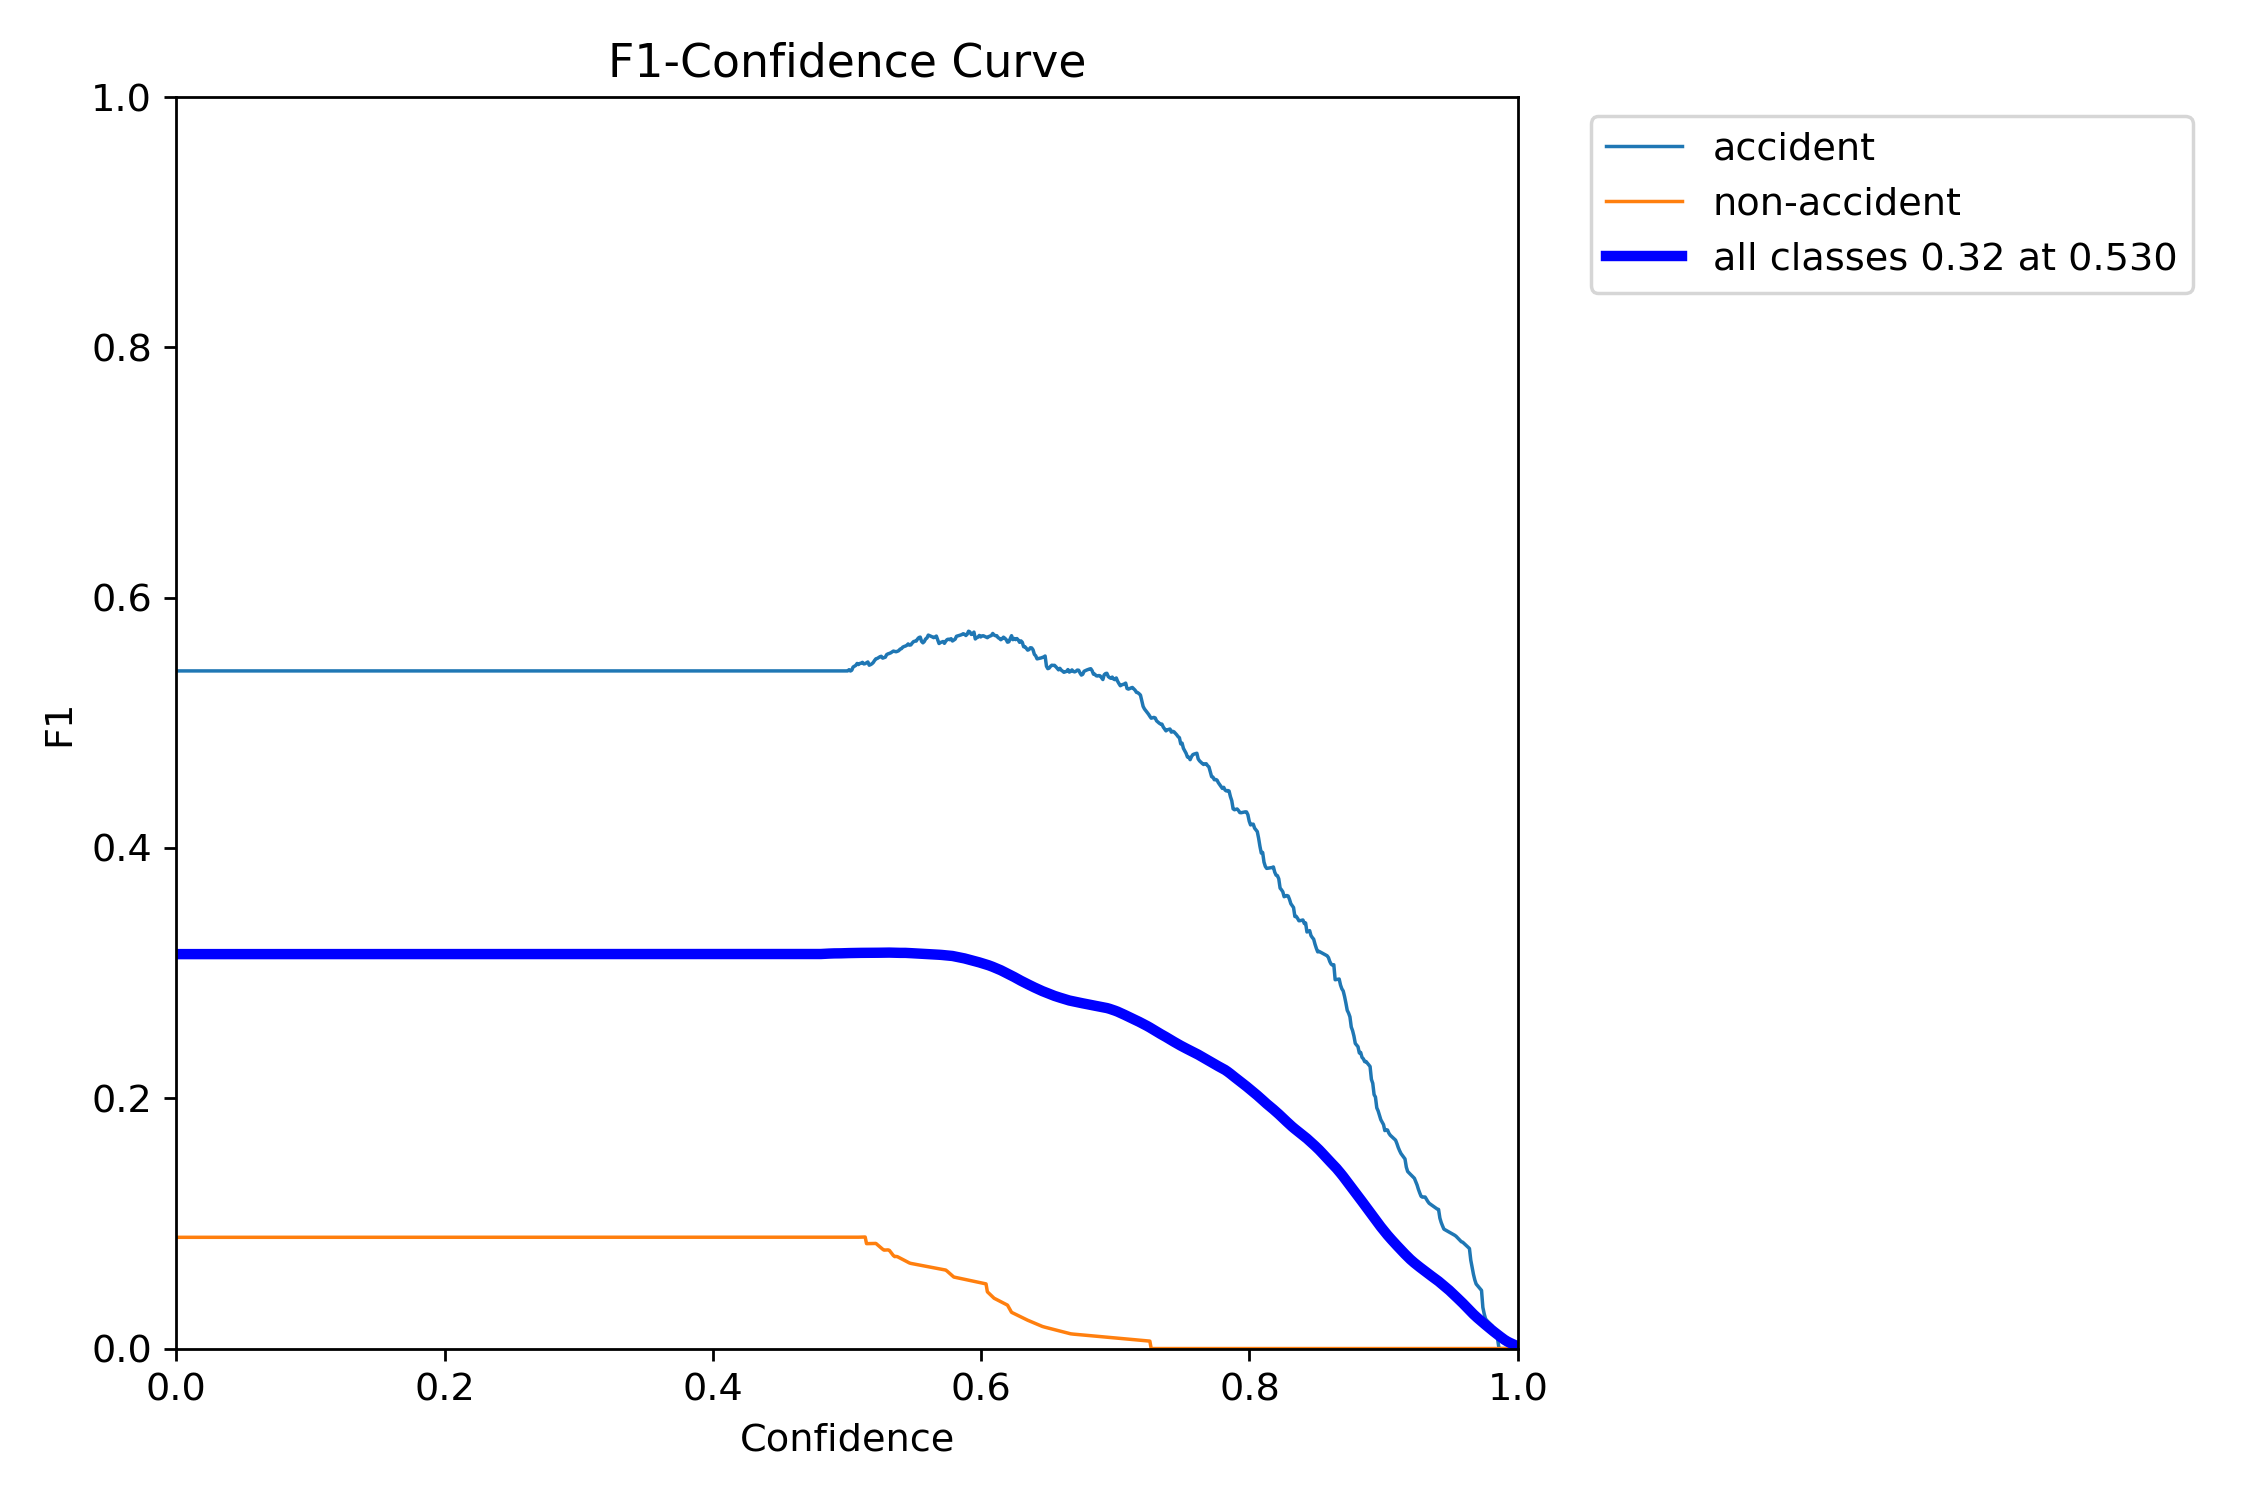 F1-Confidence Curve
1.0
0.8
0.6
0.4
0.2
0.0
F1
0.0 0.2 0.4 0.6 0.8 1.0
Confidence
accident
non-accident
all classes 0.32 at 0.530